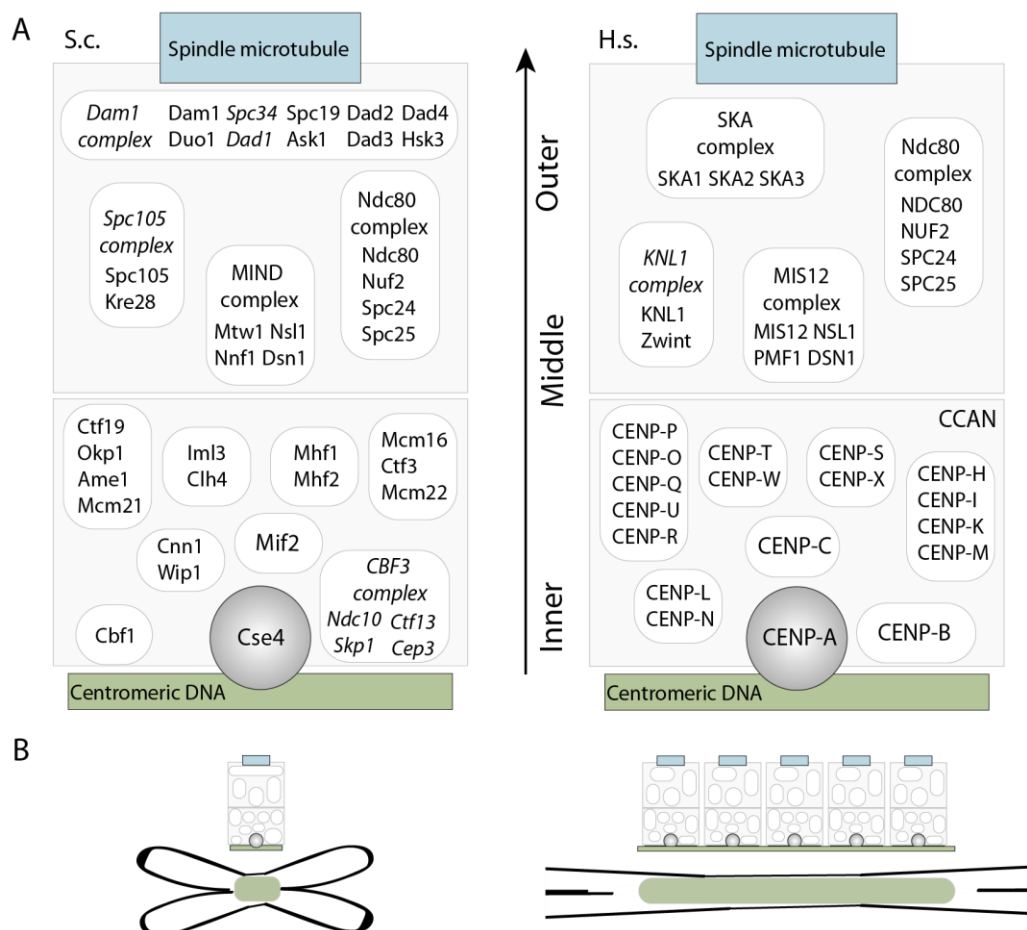 A
S.c.
Spindle microtubule
Dam1 complex
Dam1 Spc34 Spc19 Dad2 Dad4
Duo1 Dad1 Ask1 Dad3 Hsk3
Spc105
complex
Spc105
Kre28
MIND
complex
Mtw1 Nsl1
Nnf1 Dsn1
Ndc80
complex
Ndc80
Nuf2
Spc24
Spc25
Ctf19
Okp1
Ame1
Mcm21
Iml3
Clh4
Mhf1
Mhf2
Mcm16
Ctf3
Mcm22
Cnn1
Wip1
Mif2
CBF3
complex
Ndc10 Ctf13
Skp1 Cep3
Cbf1
Cse4
Centromeric DNA
Outer
Middle
Inner
H.s.
Spindle microtubule
SKA
complex
SKA1 SKA2 SKA3
Ndc80
complex
NDC80
NUF2
SPC24
SPC25
KNL1
complex
KNL1
Zwint
MIS12
complex
MIS12 NSL1
PMF1 DSN1
CCAN
CENP-P
CENP-O
CENP-Q
CENP-U
CENP-R
CENP-T
CENP-W
CENP-S
CENP-X
CENP-H
CENP-I
CENP-K
CENP-M
CENP-C
CENP-L
CENP-N
CENP-A
CENP-B
Centromeric DNA
B